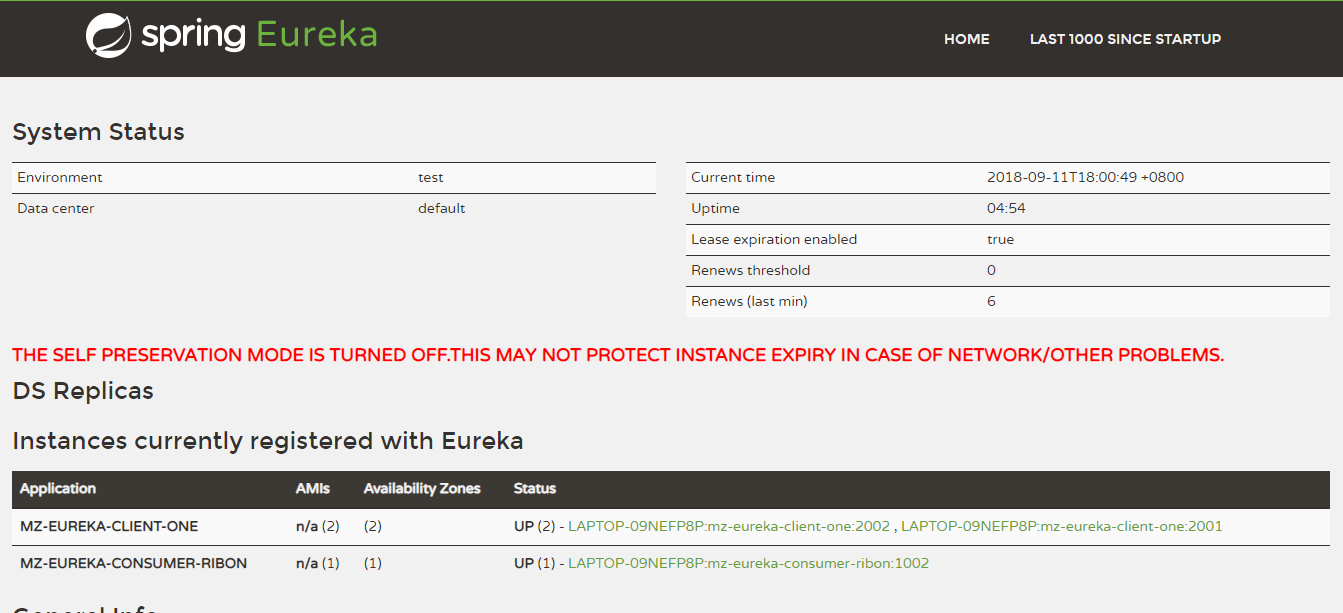 spring Eureka
HOME LAST 1000 SINCE STARTUP
System Status
Environment test
Data center default
Current time 2018-09-11T18:00:49 +0800
Uptime 04:54
Lease expiration enabled true
Renews threshold 0
Renews (last min) 6
THE SELF PRESERVATION MODE IS TURNED OFF.THIS MAY NOT PROTECT INSTANCE EXPIRY IN CASE OF NETWORK/OTHER PROBLEMS.
DS Replicas
Instances currently registered with Eureka
Application AMIs Availability Zones Status
MZ-EUREKA-CLIENT-ONE n/a (2) (2) UP (2) - LAPTOP-09NEFP8P:mz-eureka-client-one:2002 , LAPTOP-09NEFP8P:mz-eureka-client-one:2001
MZ-EUREKA-CONSUMER-RIBON n/a (1) (1) UP (1) - LAPTOP-09NEFP8P:mz-eureka-consumer-ribon:1002
General Info